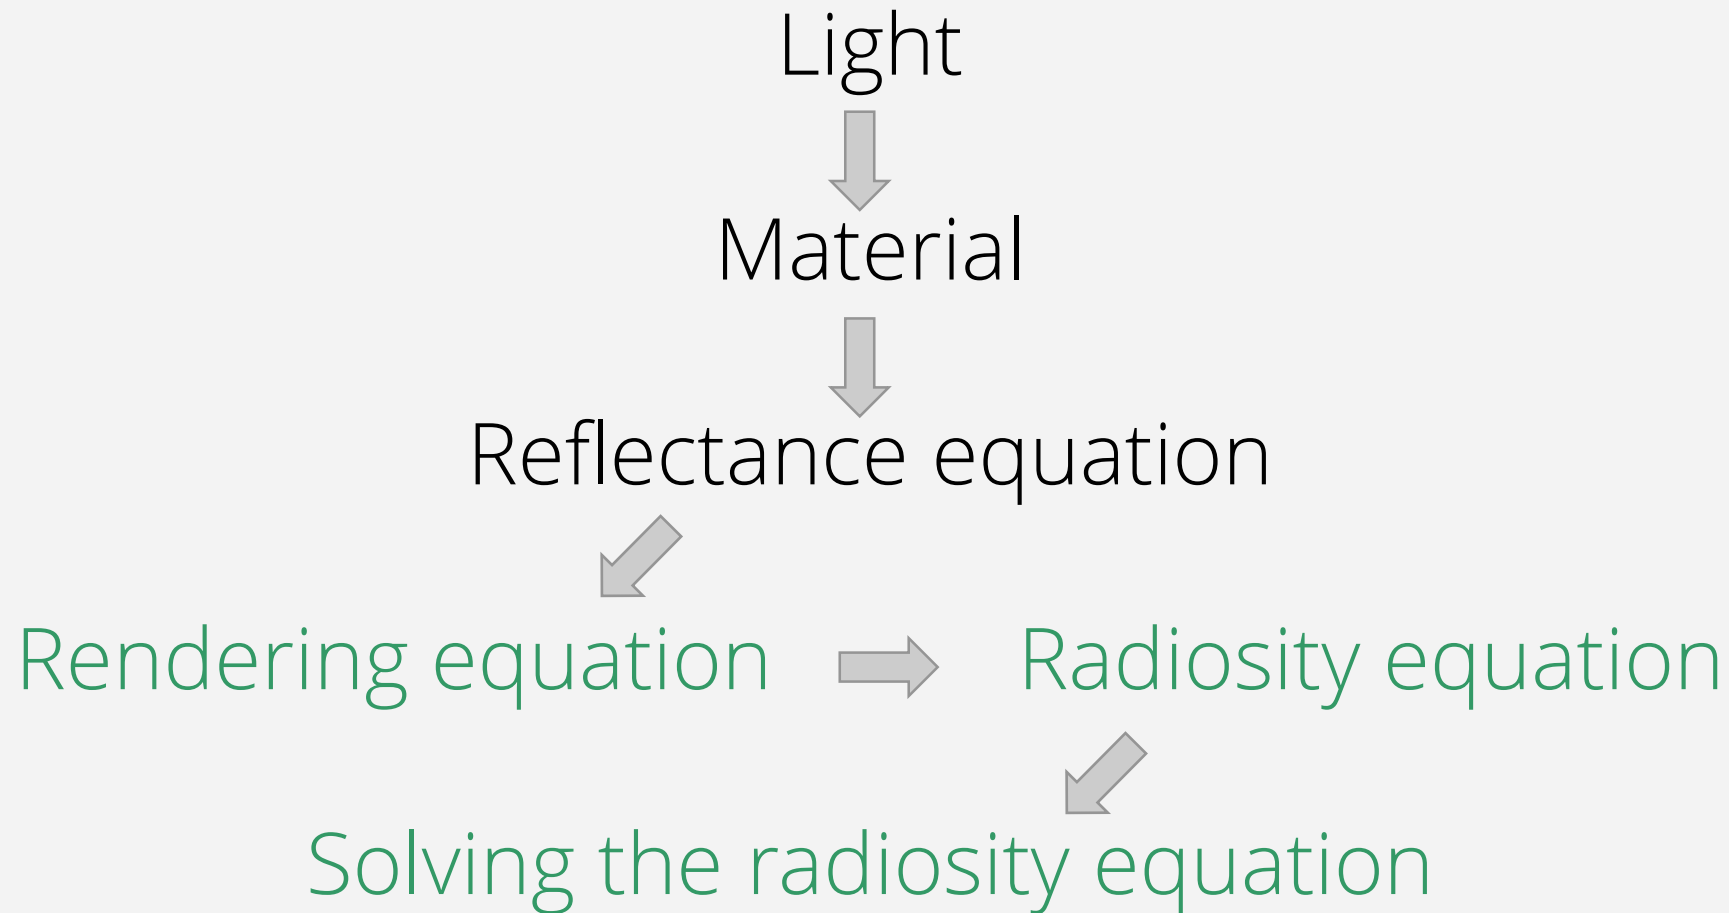 Light
Material
Reflectance equation
Rendering equation
Radiosity equation
Solving the radiosity equation